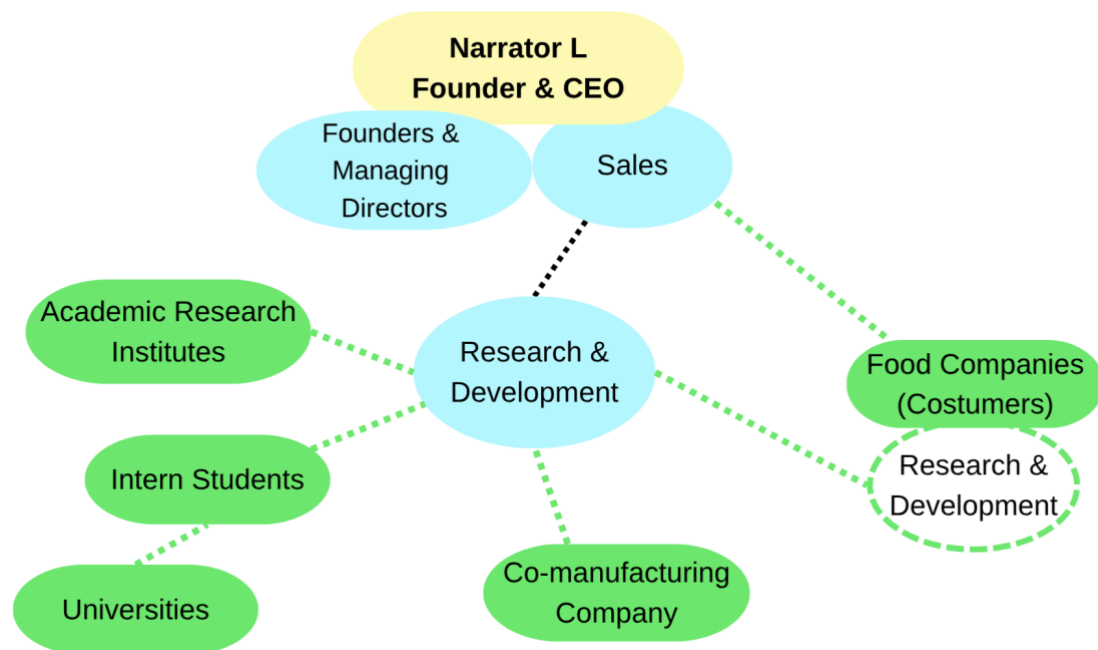 Narrator L
Founder & CEO
Founders &
Managing
Directors
Sales
Academic Research
Institutes
Research &
Development
Food Companies
(Costumers)
Research &
Development
Intern Students
Universities
Co-manufacturing
Company